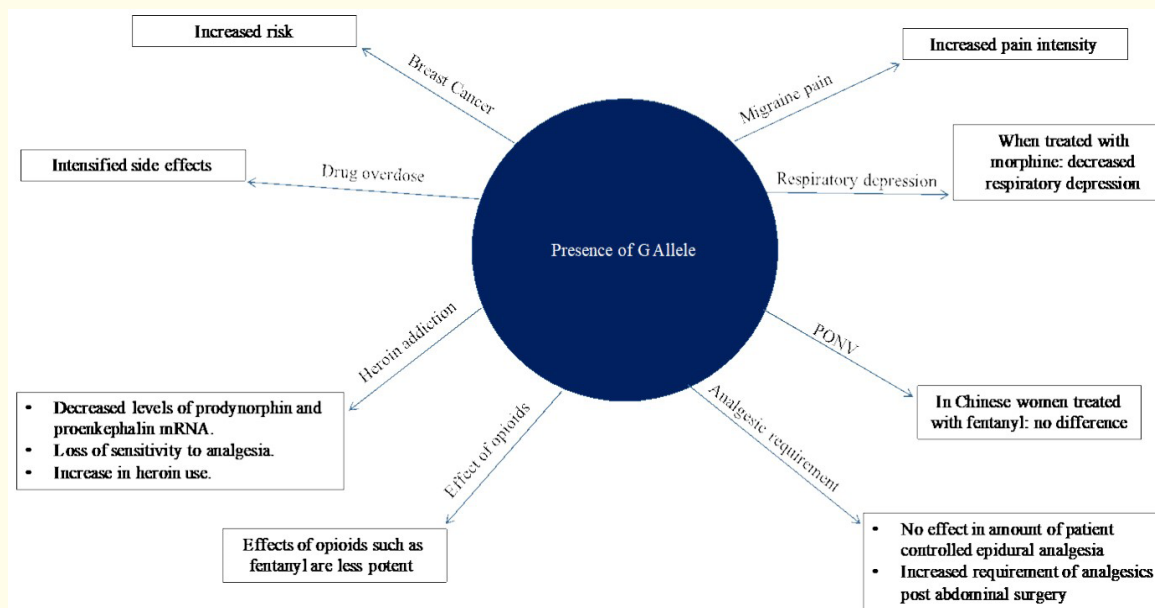 Increased risk
Breast Cancer
Increased pain intensity
Migraine pain
Intensified side effects
Drug overdose
Respiratory depression
When treated with
morphine: decreased
respiratory depression
Presence of G Allele
Heroin addiction
• Decreased levels of prodynorphin and
proenkephalin mRNA.
• Loss of sensitivity to analgesia.
• Increase in heroin use.
Effect of opioids
Effects of opioids such as
fentanyl are less potent
PONV
In Chinese women treated
with fentanyl: no difference
Analgesic requirement
• No effect in amount of patient
controlled epidural analgesia
• Increased requirement of analgesics
post abdominal surgery